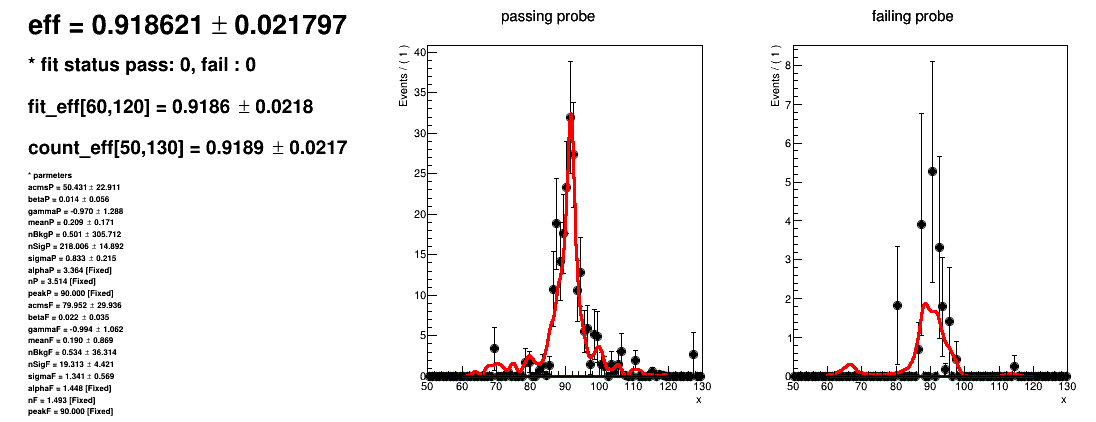 eff = 0.918621 ± 0.021797
* fit status pass: 0, fail : 0
fit_eff[60,120] = 0.9186 ± 0.0218
count_eff[50,130] = 0.9189 ± 0.0217
* parmeters
acmsP = 50.431 ± 22.911
betaP = 0.014 ± 0.056
gammaP = -0.970 ± 1.288
meanP = 0.209 ± 0.171
nBkgP = 0.501 ± 305.712
nSigP = 218.006 ± 14.892
sigmaP = 0.833 ± 0.215
alphaP = 3.364 [Fixed]
nP = 3.514 [Fixed]
peakP = 90.000 [Fixed]
acmsF = 79.952 ± 29.936
betaF = 0.022 ± 0.035
gammaF = -0.994 ± 1.062
meanF = 0.190 ± 0.869
nBkgF = 0.534 ± 36.314
nSigF = 19.313 ± 4.421
sigmaF = 1.341 ± 0.569
alphaF = 1.448 [Fixed]
nF = 1.493 [Fixed]
peakF = 90.000 [Fixed]
passing probe
Events / ( 1 )
40
35
30
25
20
15
10
5
0
50 60 70 80 90 100 110 120 130
x
failing probe
Events / ( 1 )
8
7
6
5
4
3
2
1
0
50 60 70 80 90 100 110 120 130
x